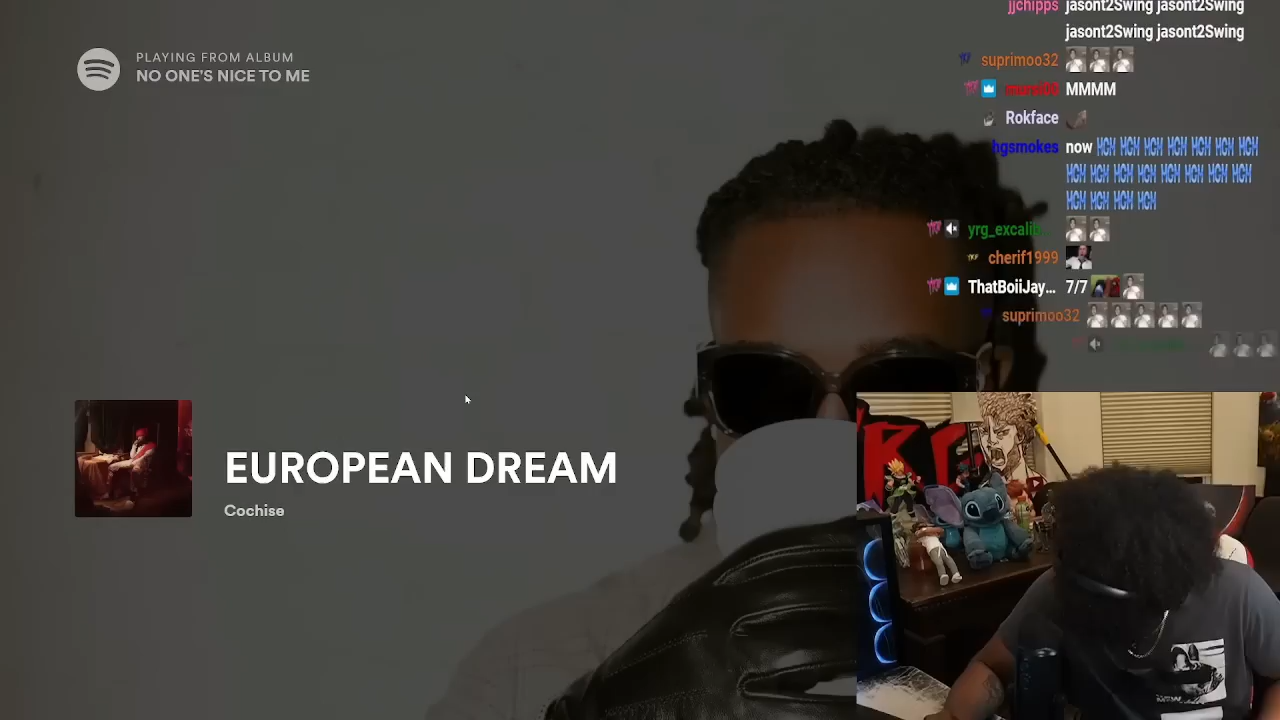 PLAYING FROM ALBUM
NO ONE'S NICE TO ME
EUROPEAN DREAM
Cochise
jjchipps jasont2Swing jasont2Swing
jasont2Swing jasont2Swing
suprimoo32
MMMM
Rokface
hgsmokes now
yrg_excalib...
cherif1999
ThatBoiiJay... 7/7
suprimoo32